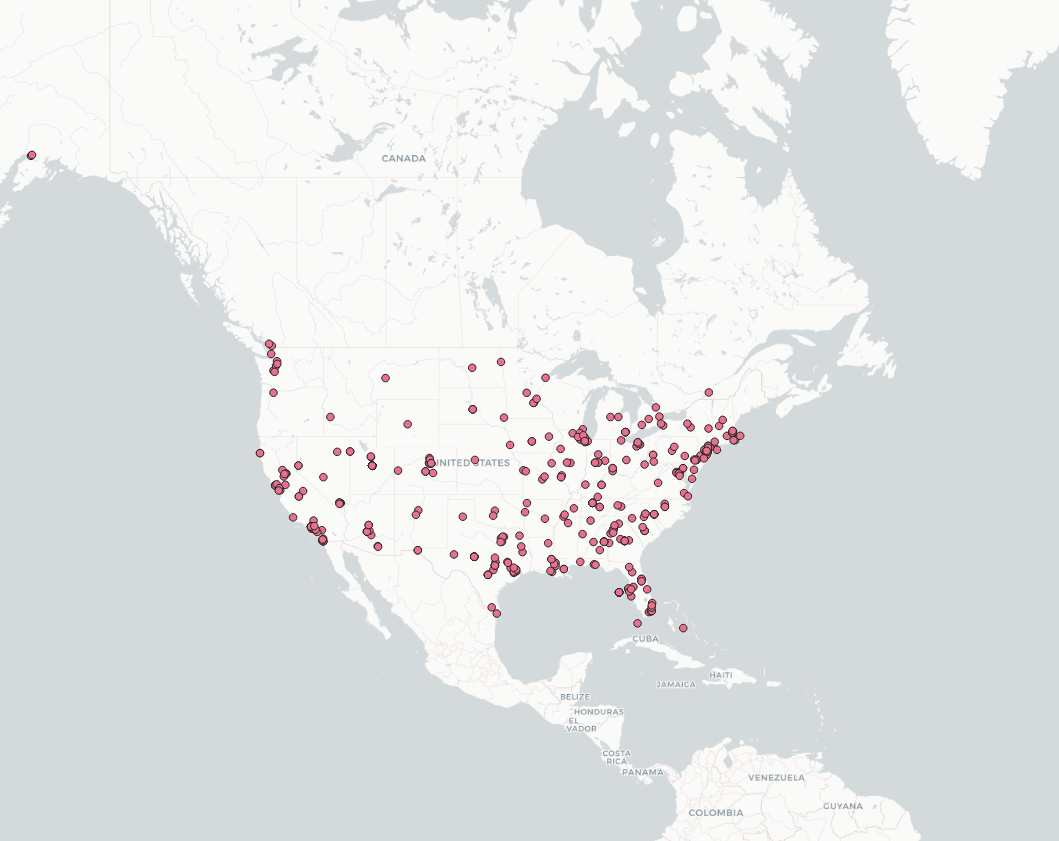 CANADA
UNITED STATES
CUBA
HAITI
JAMAICA
BELIZE
HONDURAS
EL
VADOR
COSTA
RICA
PANAMA
VENEZUELA
GUYANA
COLOMBIA